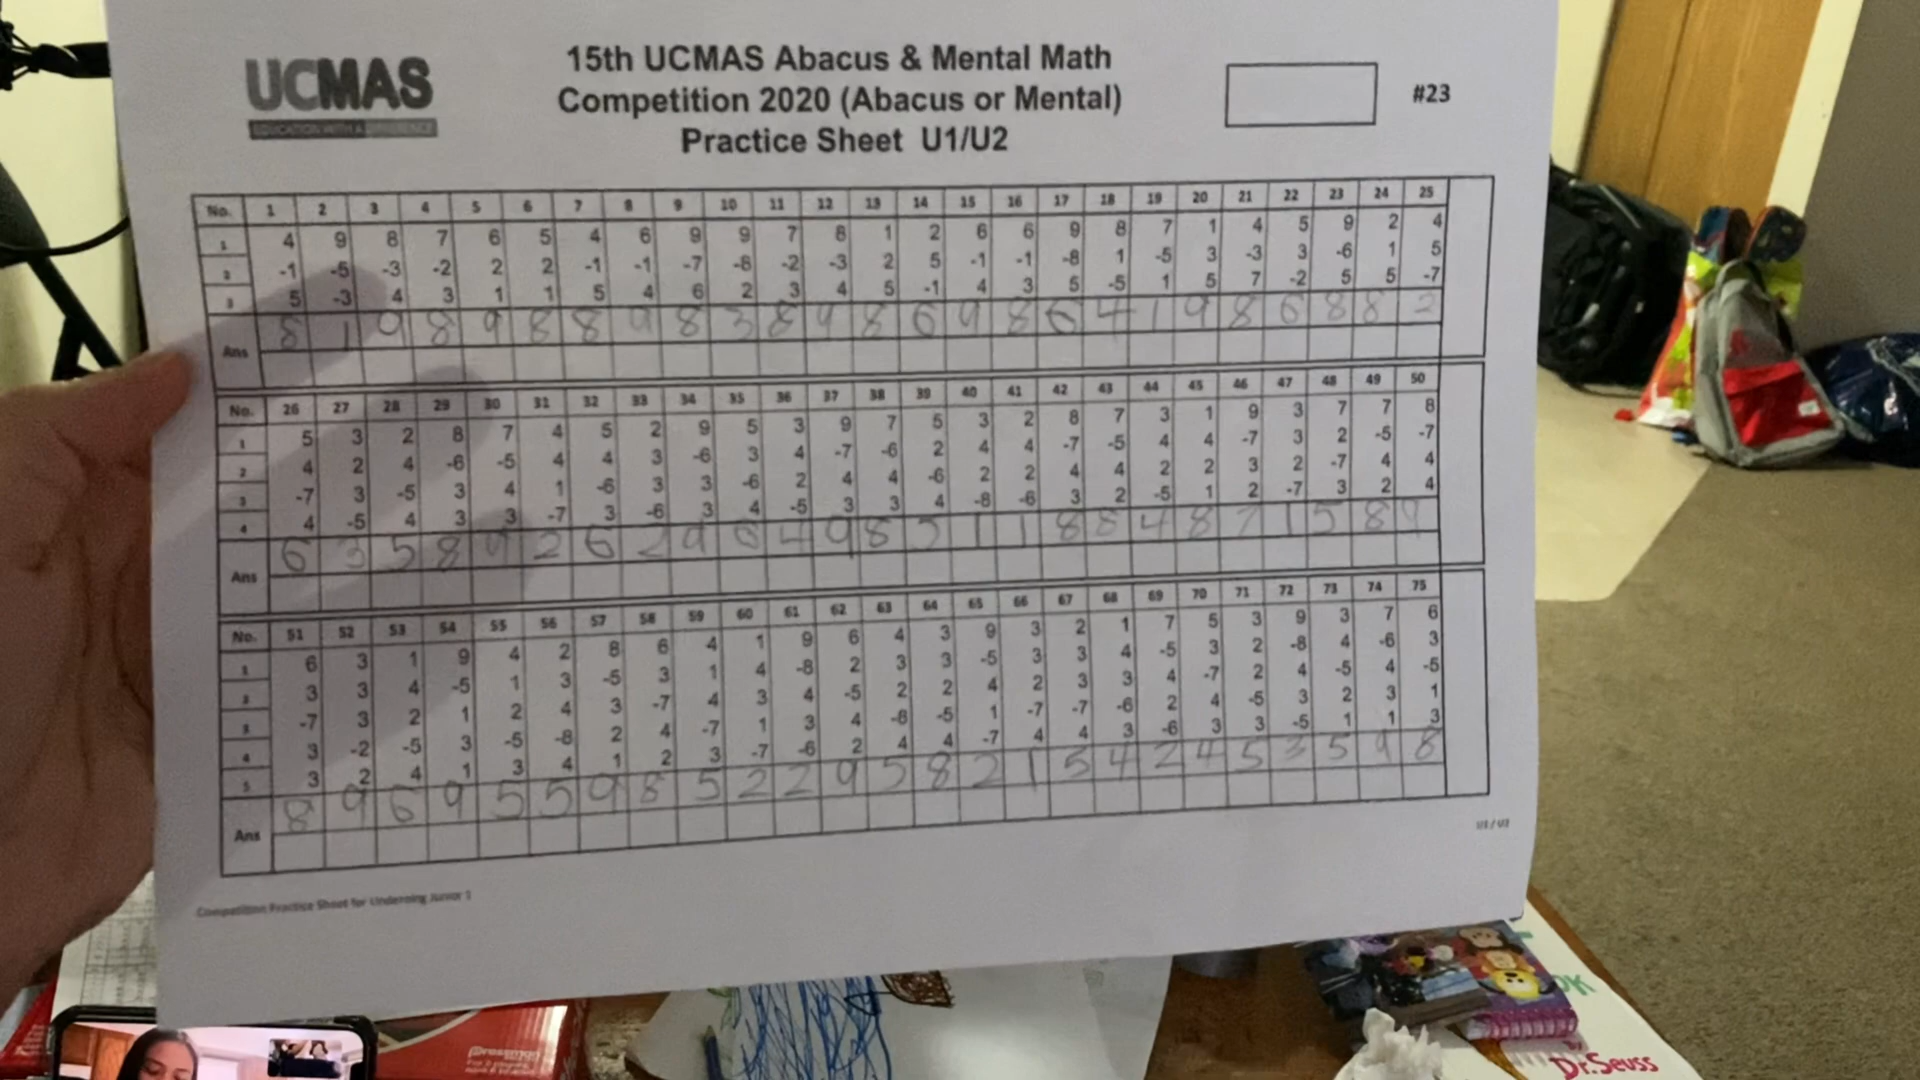 UCMAS
EDUCATION WITH A DIFFERENCE
15th UCMAS Abacus & Mental Math
Competition 2020 (Abacus or Mental)
Practice Sheet U1/U2
#23
No. 1 2 3 4 5 6 7 8 9 10 11 12 13 14 15 16 17 18 19 20 21 22 23 24 25
1 4 9 8 7 6 5 4 6 9 9 7 8 1 2 6 6 9 8 7 1 4 5 9 2 4
2 -1 -5 -3 -2 2 2 -1 -1 -7 -8 -2 -3 2 5 -1 -1 -8 1 -5 3 -3 3 -6 1 5
3 5 -3 4 3 1 1 5 4 6 2 3 4 5 -1 4 3 5 -5 1 5 7 -2 5 5 -7
Ans 8 1 9 8 9 8 8 9 8 3 8 9 8 6 9 8 6 4 1 9 8 6 8 8 2
No. 26 27 28 29 30 31 32 33 34 35 36 37 38 39 40 41 42 43 44 45 46 47 48 49 50
1 5 3 2 8 7 4 5 2 9 5 3 9 7 5 3 2 8 7 3 1 9 3 7 7 8
2 4 2 4 -6 -5 4 4 3 -6 3 4 -7 -6 2 4 4 -7 -5 4 4 -7 3 2 -5 -7
3 -7 3 -5 3 4 1 -6 3 3 -6 2 4 4 -6 2 2 4 4 2 2 3 2 -7 4 4
4 4 -5 4 3 3 -7 3 -6 3 4 -5 3 3 4 -8 -6 3 2 -5 1 2 -7 3 2 4
Ans 6 3 5 8 9 2 6 2 9 6 4 9 8 5 1 1 8 8 4 8 7 1 5 8 9
No. 51 52 53 54 55 56 57 58 59 60 61 62 63 64 65 66 67 68 69 70 71 72 73 74 75
1 6 3 1 9 4 2 8 6 4 1 9 6 4 3 9 3 2 1 7 5 3 9 3 7 6
2 3 3 4 -5 1 3 -5 3 1 4 -8 2 3 3 -5 3 3 4 -5 3 2 -8 4 -6 3
3 -7 3 2 1 2 4 3 -7 4 3 4 -5 2 2 4 2 3 3 4 -7 2 4 -5 4 -5
4 3 -2 -5 3 -5 -8 2 4 -7 1 3 4 -8 -5 1 -7 -7 -6 2 4 -5 3 2 3 1
5 3 2 4 1 3 4 1 2 3 -7 -6 2 4 4 -7 4 4 3 -6 3 3 -5 1 1 3
Ans 8 9 6 9 5 5 9 8 5 2 2 9 5 8 2 1 5 4 2 4 5 3 5 9 8
U1/U2
Competition Practice Sheet for Undergoing Junior 1
Pressman
Dr. Seuss